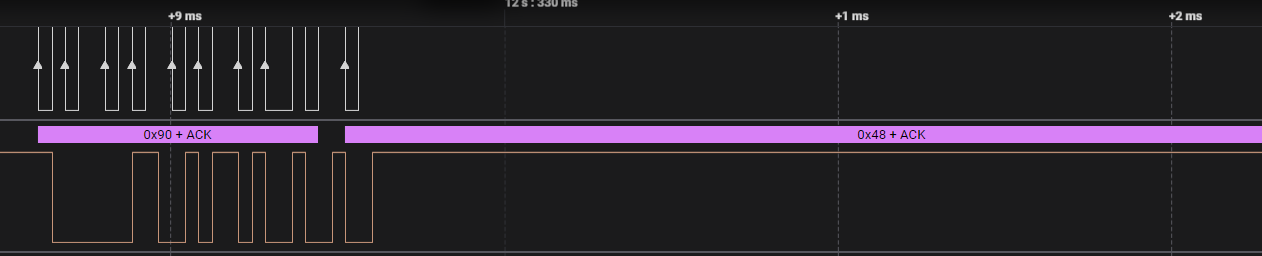 12 s : 330 ms
+9 ms
+1 ms
+2 ms
0x90 + ACK
0x48 + ACK